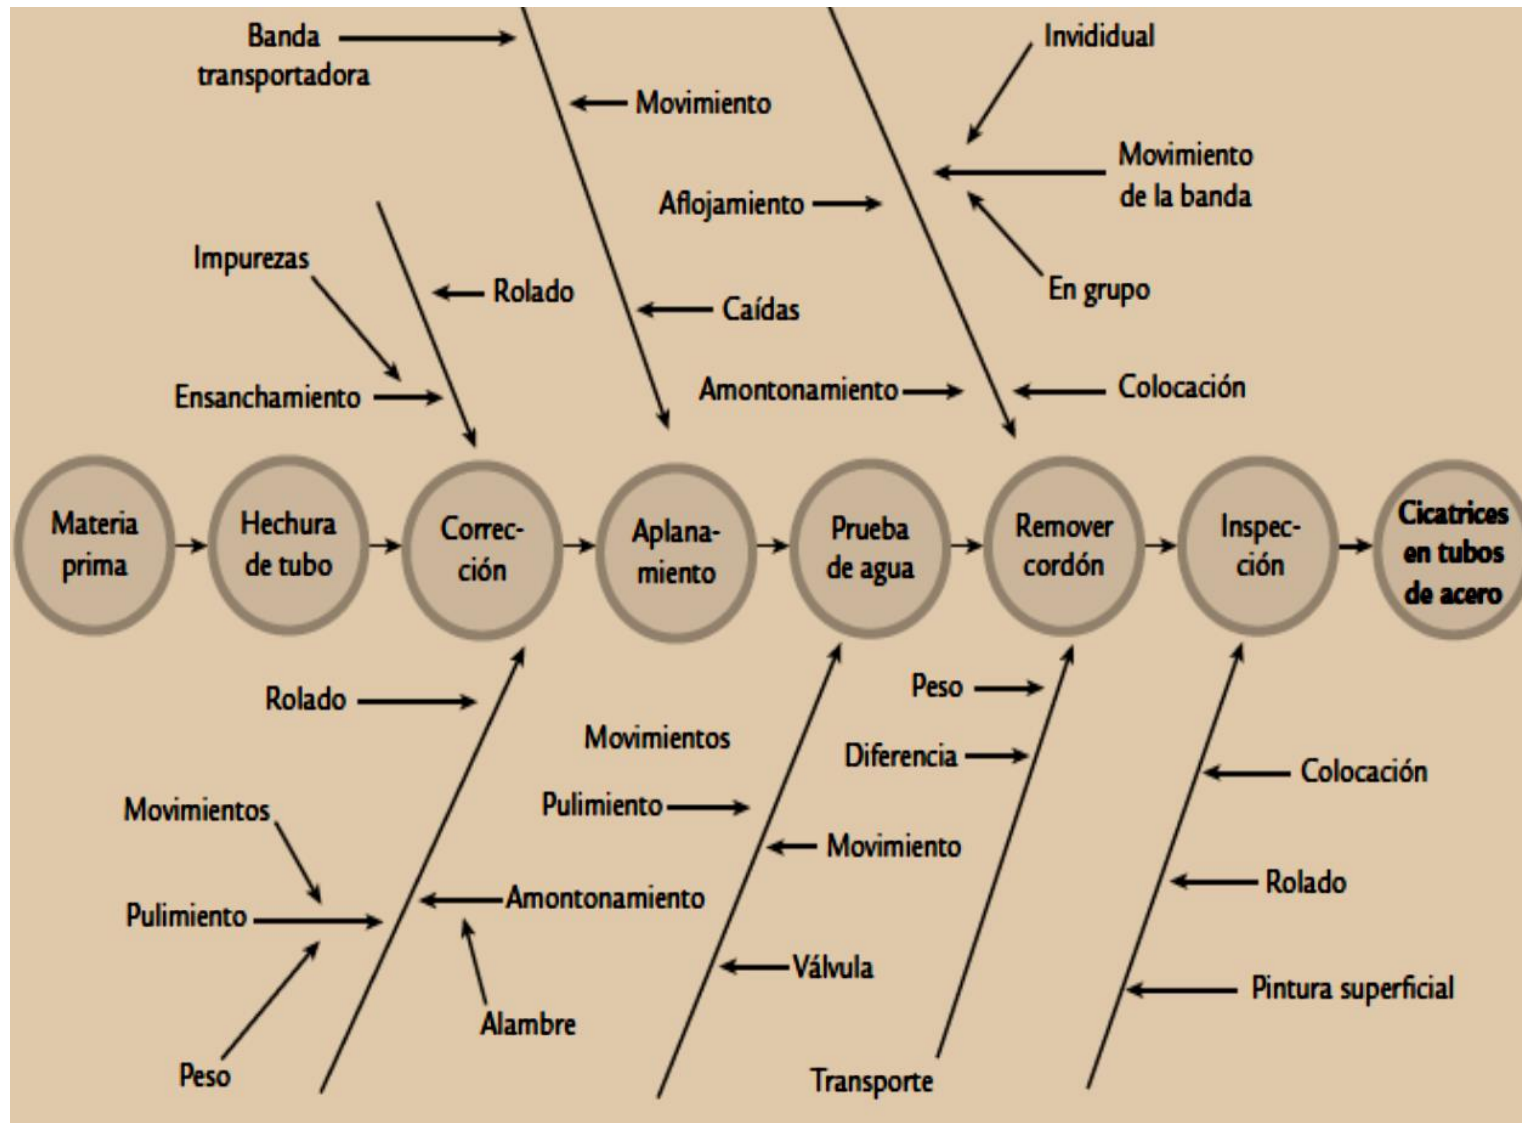 Banda
transportadora
Movimiento
Invididual
Movimiento
de la banda
Aflojamiento
En grupo
Impurezas
Rolado
Caídas
Ensanchamiento
Amontonamiento
Colocación
Materia
prima
Hechura
de tubo
Correc-
ción
Aplana-
miento
Prueba
de agua
Remover
cordón
Inspec-
ción
Cicatrices
en tubos
de acero
Rolado
Peso
Movimientos
Diferencia
Colocación
Movimientos
Pulimiento
Movimiento
Rolado
Pulimiento
Amontonamiento
Válvula
Pintura superficial
Alambre
Peso
Transporte